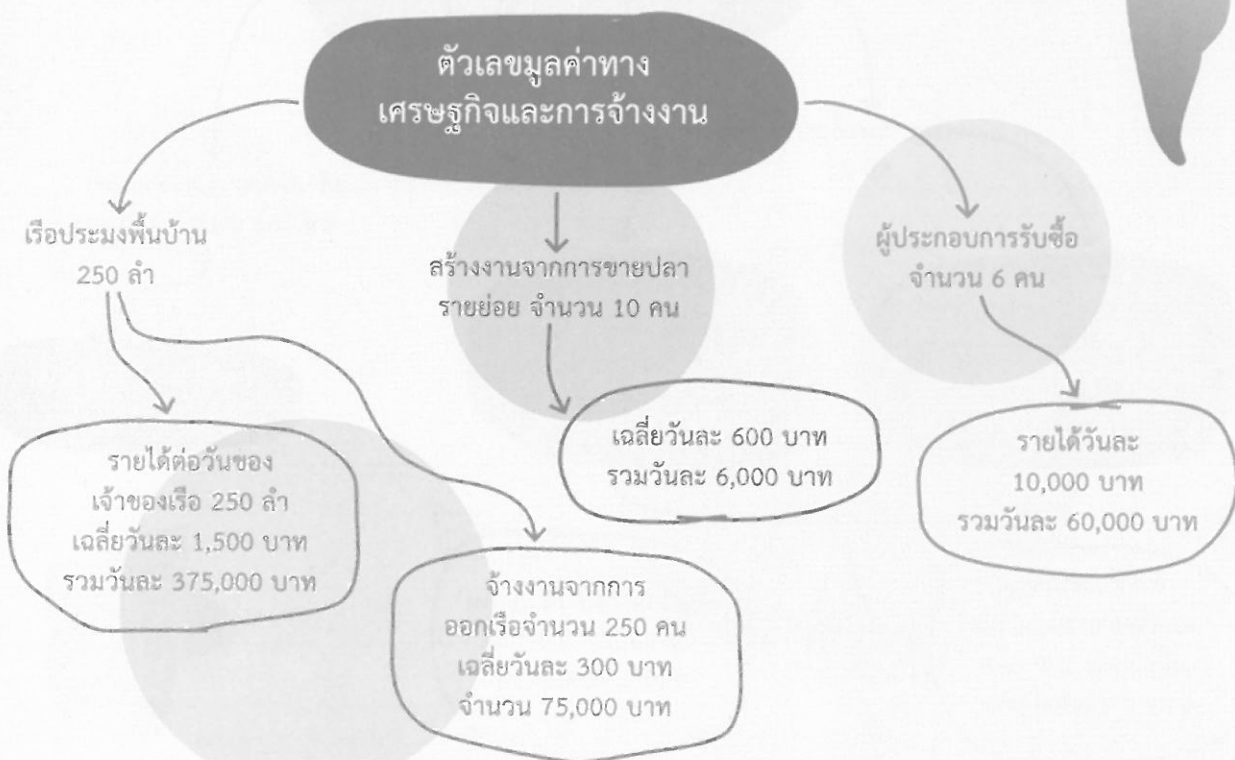 ตัวเลขมูลค่าทาง
เศรษฐกิจและการจ้างงาน
เรือประมงพื้นบ้าน
250 ลำ
สร้างงานจากการขายปลา
รายย่อย จำนวน 10 คน
ผู้ประกอบการรับซื้อ
จำนวน 6 คน
รายได้ต่อวันของ
เจ้าของเรือ 250 ลำ
เฉลี่ยวันละ 1,500 บาท
รวมวันละ 375,000 บาท
จ้างงานจากการ
ออกเรือจำนวน 250 คน
เฉลี่ยวันละ 300 บาท
จำนวน 75,000 บาท
เฉลี่ยวันละ 600 บาท
รวมวันละ 6,000 บาท
รายได้วันละ
10,000 บาท
รวมวันละ 60,000 บาท